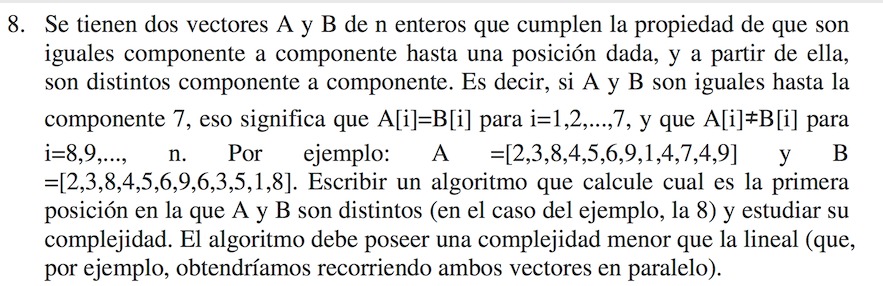 8. Se tienen dos vectores A y B de n enteros que cumplen la propiedad de que son
iguales componente a componente hasta una posición dada, y a partir de ella,
son distintos componente a componente. Es decir, si A y B son iguales hasta la
componente 7, eso significa que A[i]=B[i] para i=1,2,...,7, y que A[i]≠B[i] para
i=8,9,..., n. Por ejemplo: A =[2,3,8,4,5,6,9,1,4,7,4,9] y B
=[2,3,8,4,5,6,9,6,3,5,1,8]. Escribir un algoritmo que calcule cual es la primera
posición en la que A y B son distintos (en el caso del ejemplo, la 8) y estudiar su
complejidad. El algoritmo debe poseer una complejidad menor que la lineal (que,
por ejemplo, obtendríamos recorriendo ambos vectores en paralelo).